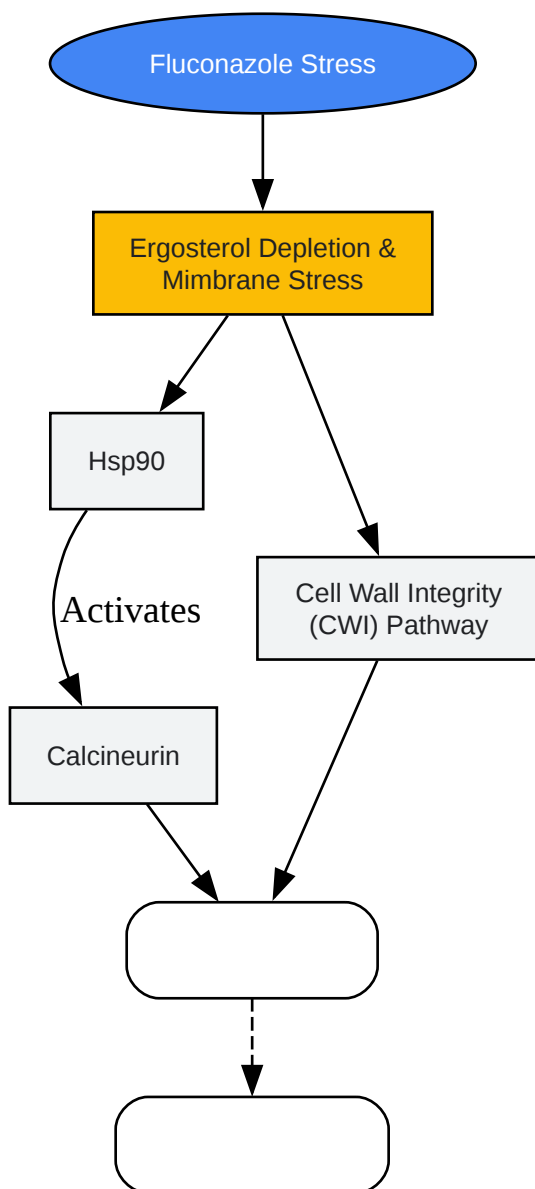 Fluconazole Stress
Ergosterol Depletion &
Mimbrane Stress
Hsp90
Activates
Cell Wall Integrity
(CWI) Pathway
Calcineurin